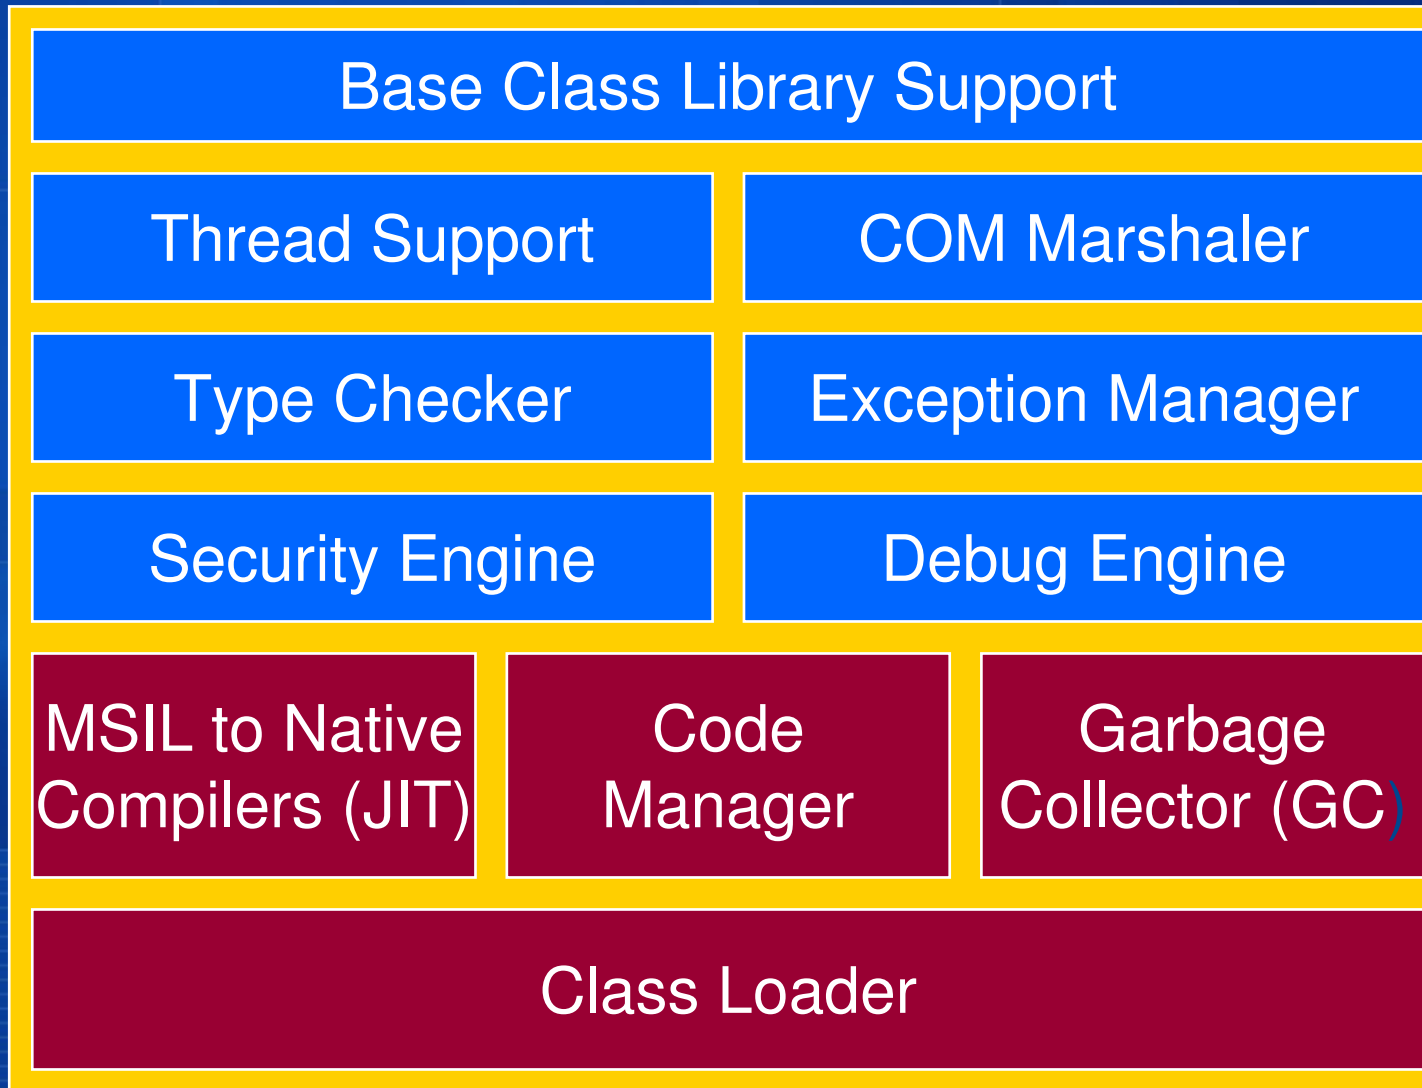 Base Class Library Support
Thread Support
COM Marshaler
Type Checker
Exception Manager
Security Engine
Debug Engine
MSIL to Native
Compilers (JIT)
Code
Manager
Garbage
Collector (GC)
Class Loader